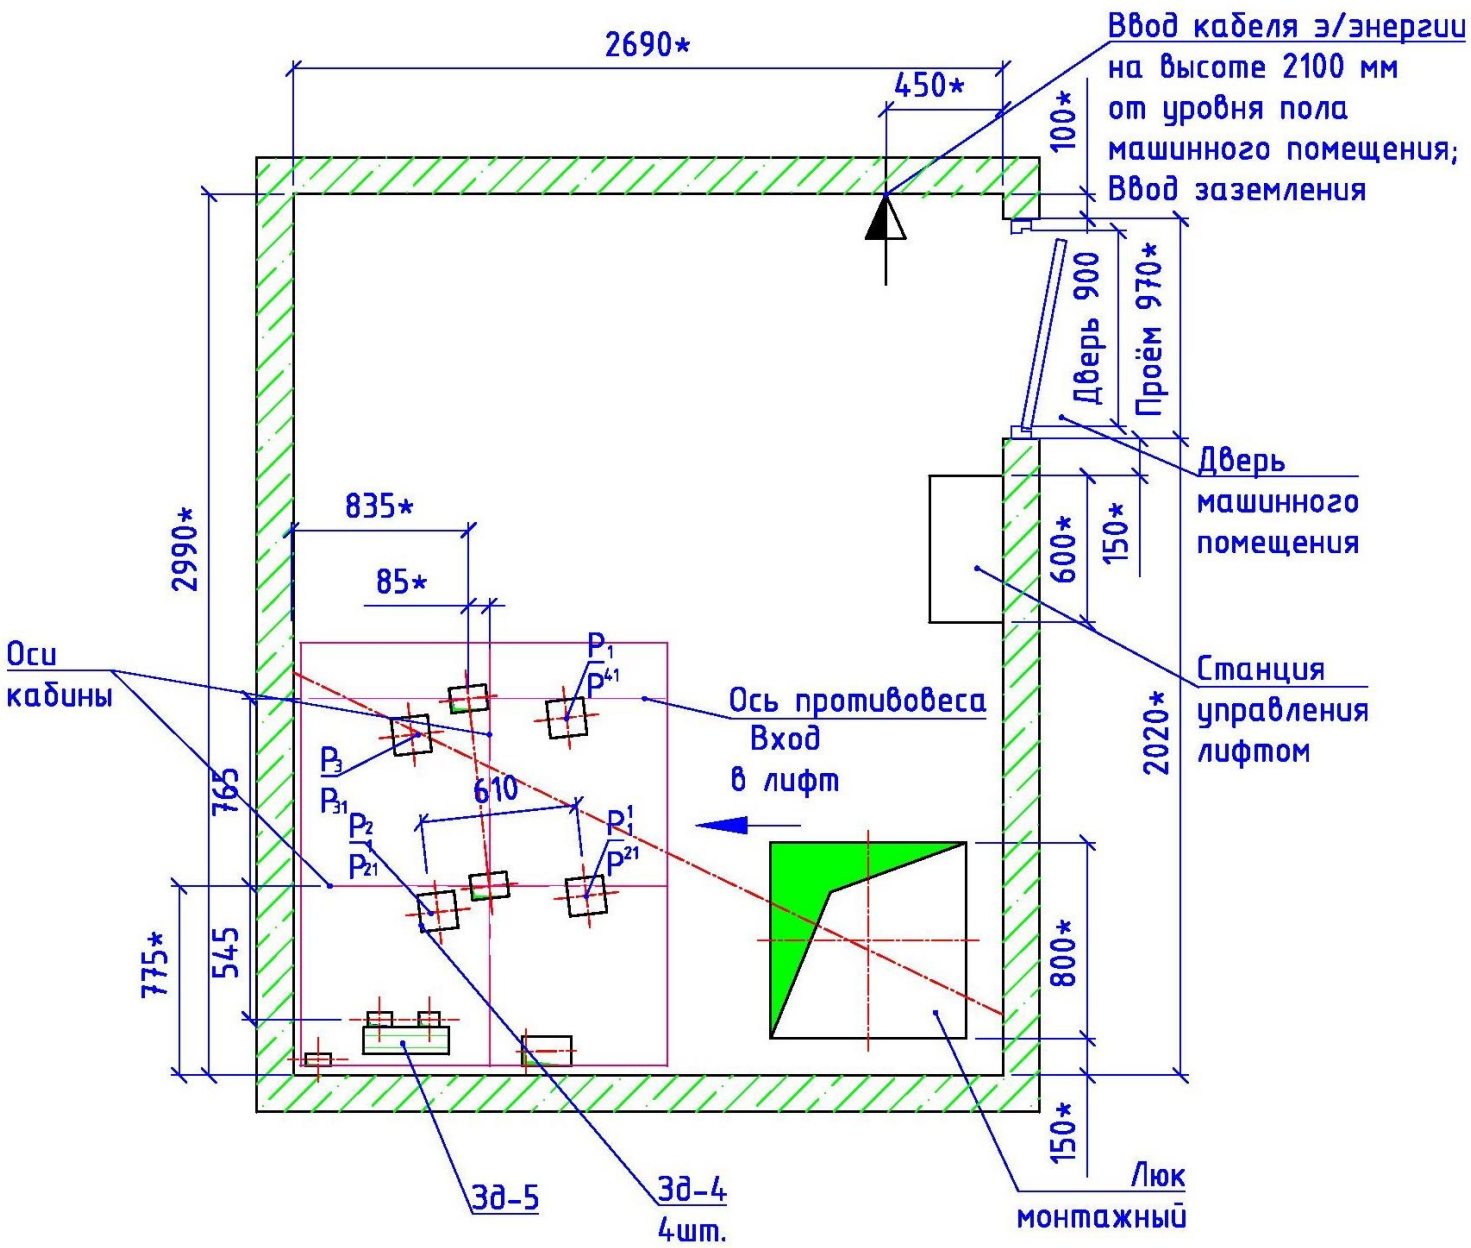 2690*
450*
100*
Ввод кабеля э/энергии
на высоте 2100 мм
от уровня пола
машинного помещения;
Ввод заземления
Дверь 900
Проём 970*
Дверь
машинного
помещения
2990*
835*
85*
600*
150*
Оси
кабины
P1
P41
Ось противовеса
Вход
в лифт
Станция
управления
лифтом
2020*
P3
P31
765
610
P2
1
P21
P1
1
P21
775*
545
800*
150*
Зд-5
Зд-4
4шт.
Люк
монтажный